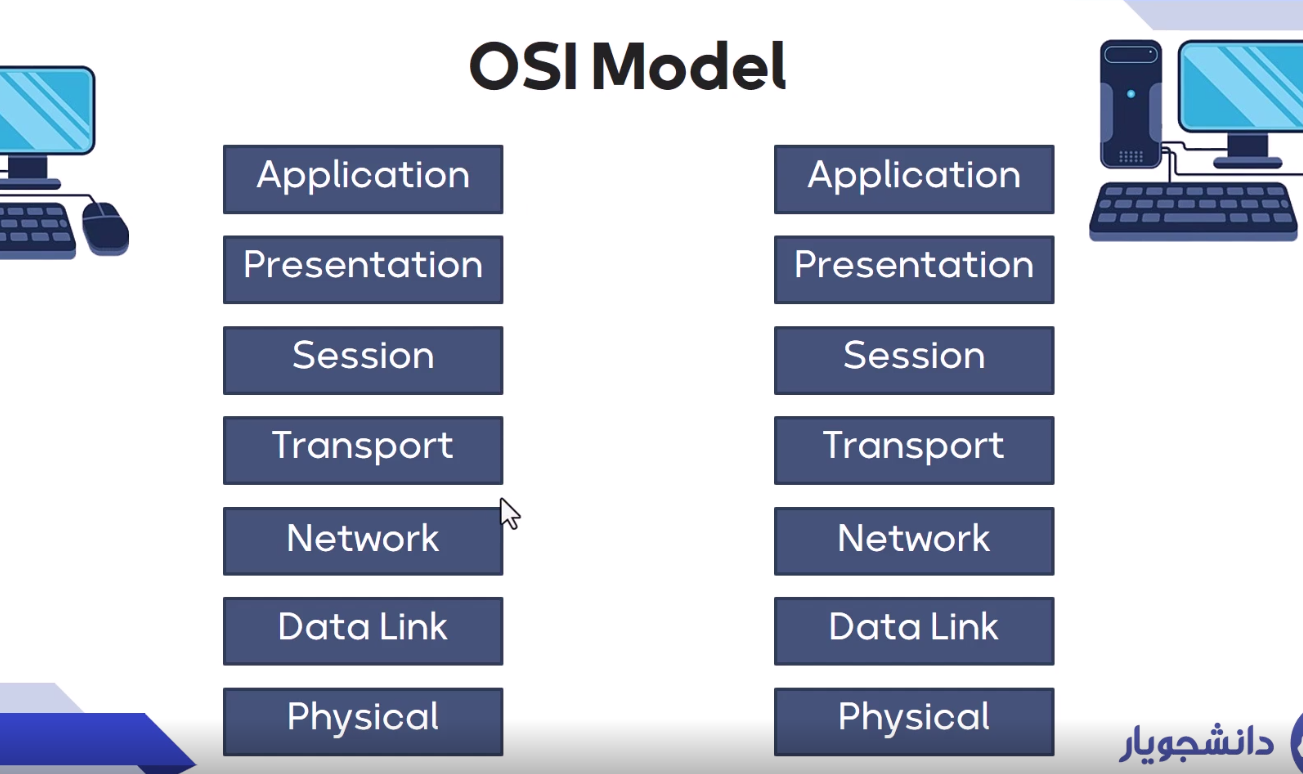 OSI Model
Application
Presentation
Session
Transport
Network
Data Link
Physical
Application
Presentation
Session
Transport
Network
Data Link
Physical
دانشجویار